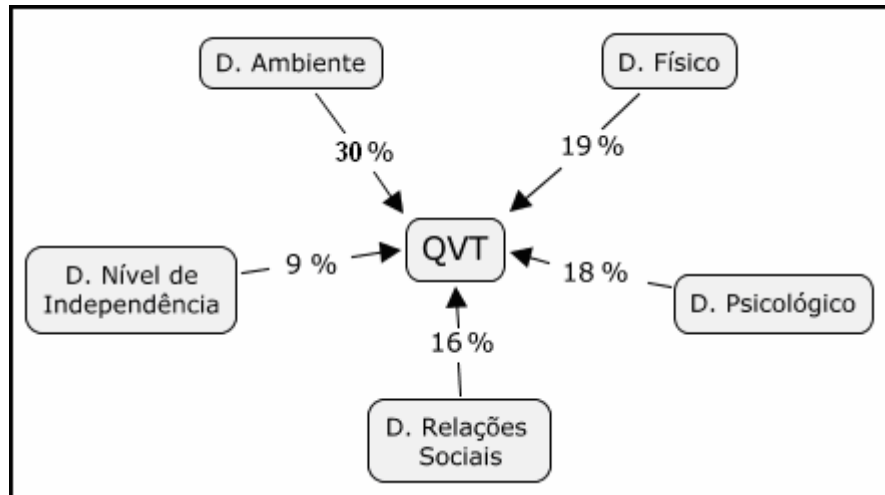 D. Ambiente
D. Físico
30 %
19 %
QVT
D. Nível de
Independência
9 %
18 %
D. Psicológico
16 %
D. Relações
Sociais